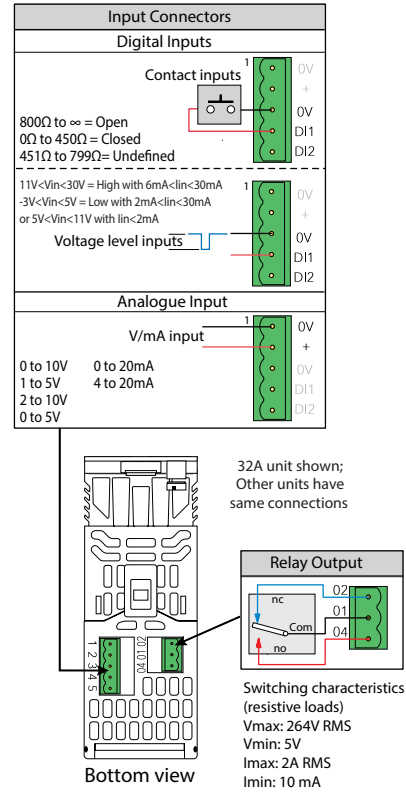 Input Connectors
Digital Inputs
Contact inputs
1
0V
+
0V
DI1
DI2
800Ω to ∞ = Open
0Ω to 450Ω = Closed
451Ω to 799Ω= Undefined
11V<Vin<30V = High with 6mA<Iin<30mA
-3V<Vin<5V = Low with 2mA<Iin<30mA
or 5V<Vin<11V with Iin<2mA
Voltage level inputs
1
0V
+
0V
DI1
DI2
Analogue Input
V/mA input
1
0V
+
0V
DI1
DI2
0 to 10V 0 to 20mA
1 to 5V 4 to 20mA
2 to 10V
0 to 5V
32A unit shown;
Other units have
same connections
1 2 3 4 5
04 01 02
Bottom view
Relay Output
nc
Com
no
02
01
04
Switching characteristics
(resistive loads)
Vmax: 264V RMS
Vmin: 5V
Imax: 2A RMS
Imin: 10 mA